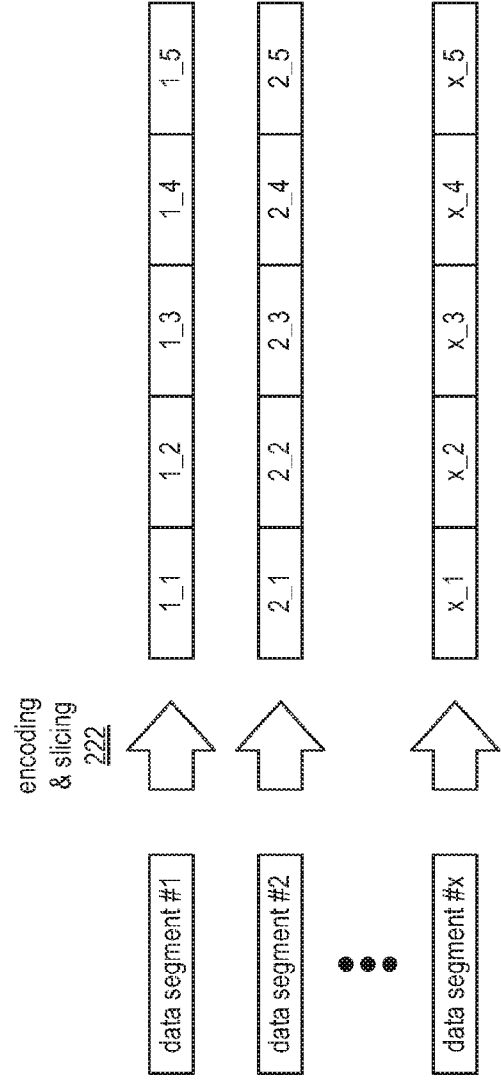 encoding
& slicing
222
data segment #1
1_1 1_2 1_3 1_4 1_5
data segment #2
2_1 2_2 2_3 2_4 2_5
data segment #x
x_1 x_2 x_3 x_4 x_5